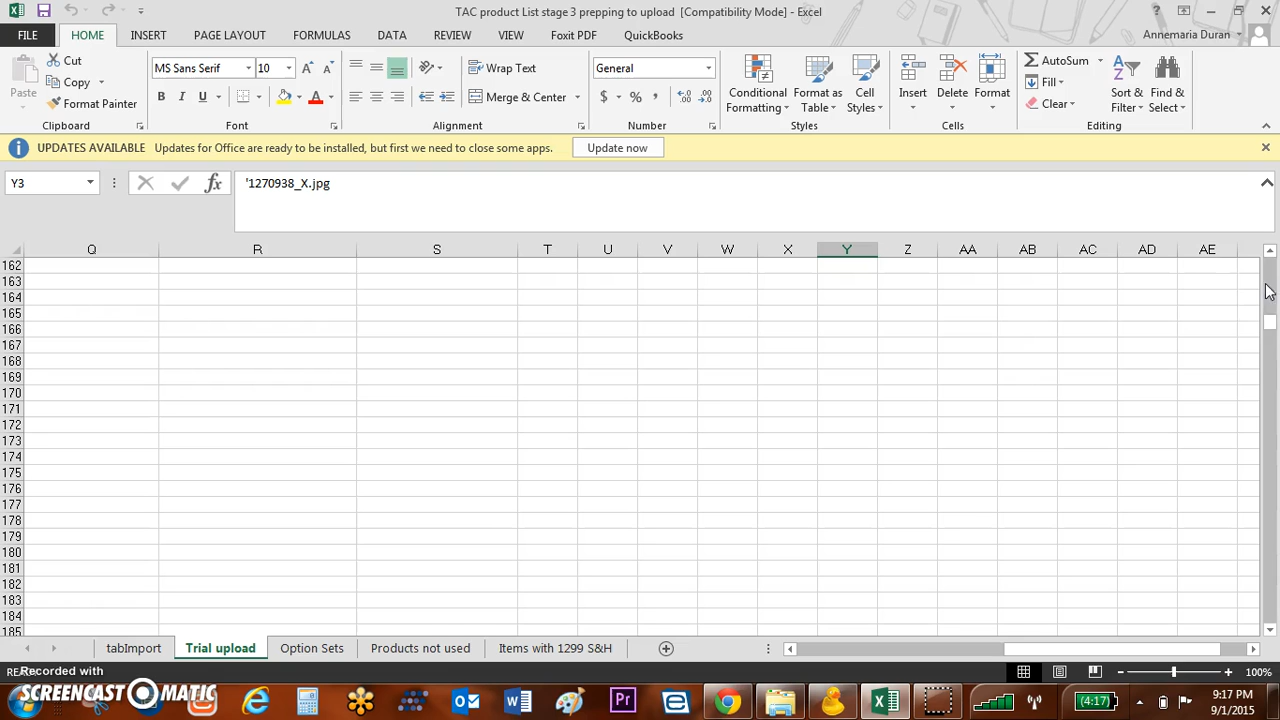 TAC product List stage 3 prepping to upload [Compatibility Mode] - Excel
FILE HOME INSERT PAGE LAYOUT FORMULAS DATA REVIEW VIEW Foxit PDF QuickBooks Annemaria Duran
Cut
Copy
Format Painter
Paste
MS Sans Serif 10
B I U
Wrap Text
Merge & Center
General
$ % ,
Conditional Formatting
Format as Table
Cell Styles
Insert Delete Format
AutoSum
Fill
Clear
Sort & Filter
Find & Select
Clipboard Font Alignment Number Styles Cells Editing
UPDATES AVAILABLE Updates for Office are ready to be installed, but first we need to close some apps. Update now
Y3 fx '1270938_X.jpg
Q R S T U V W X Y Z AA AB AC AD AE
162
163
164
165
166
167
168
169
170
171
172
173
174
175
176
177
178
179
180
181
182
183
184
185
tabImport Trial upload Option Sets Products not used Items with 1299 S&H
100%
Recorded with
SCREENCAST MATIC
Pr
(4:17)
9:17 PM
9/1/2015